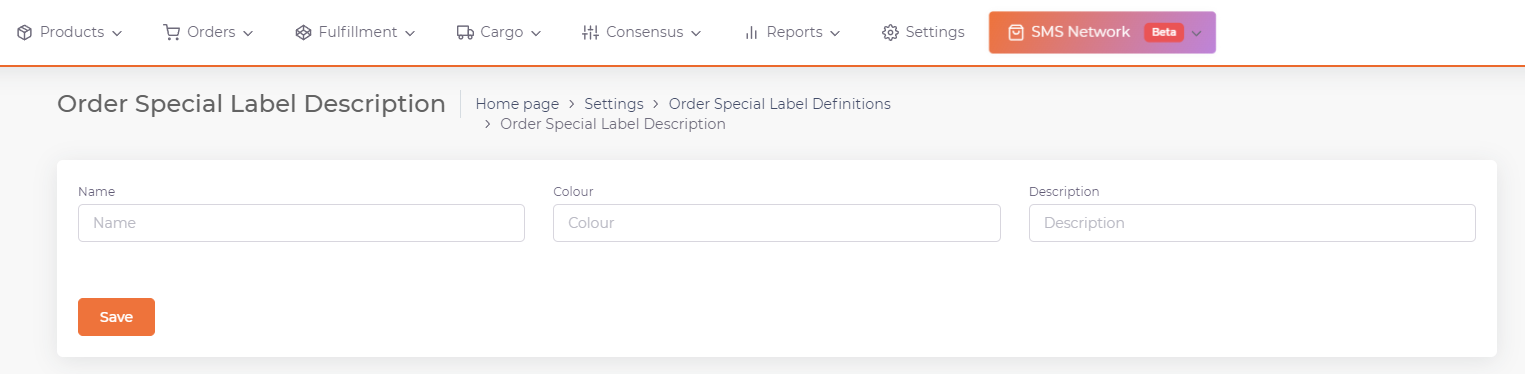 Products Orders Fulfillment Cargo Consensus Reports Settings SMS Network Beta
Order Special Label Description Home page > Settings > Order Special Label Definitions
> Order Special Label Description
Name Colour Description
Name Colour Description
Save